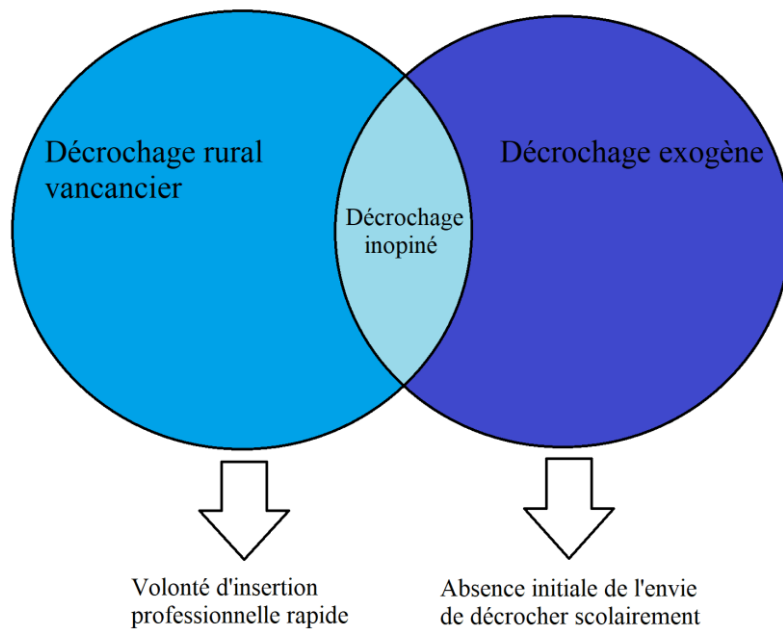 Décrochage rural
vancancier
Décrochage exogène
Décrochage
inopiné
Volonté d'insertion
professionnelle rapide
Absence initiale de l'envie
de décrocher scolairement